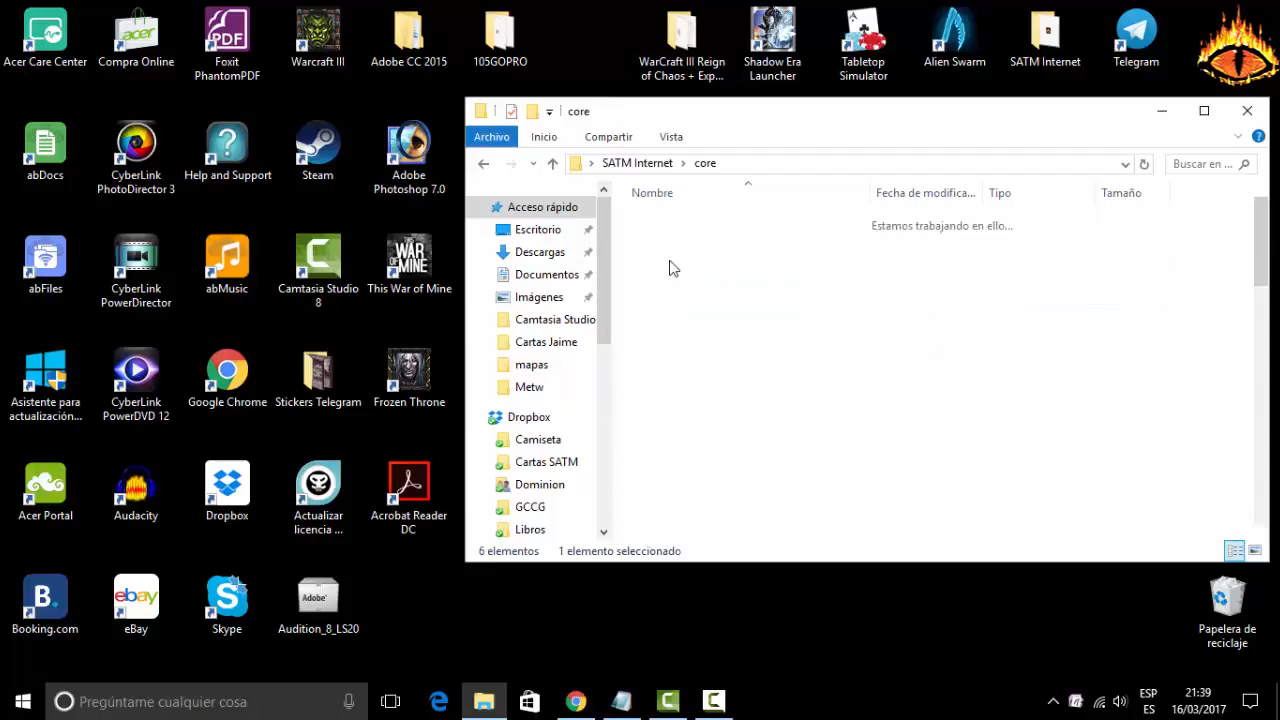 Acer Care Center
Compra Online
PDF
Foxit
PhantomPDF
Warcraft III
Adobe CC 2015
105GOPRO
WarCraft III Reign
of Chaos + Exp...
Shadow Era
Launcher
Tabletop
Simulator
Alien Swarm
SATM Internet
Telegram
abDocs
CyberLink
PhotoDirector 3
Help and Support
Steam
Adobe
Photoshop 7.0
abFiles
CyberLink
PowerDirector
abMusic
Camtasia Studio
8
This War of Mine
Asistente para
actualización...
CyberLink
PowerDVD 12
Google Chrome
Stickers Telegram
Frozen Throne
Acer Portal
Audacity
Dropbox
Actualizar
licencia ...
Acrobat Reader
DC
Booking.com
eBay
Skype
Audition_8_LS20
core
Archivo
Inicio
Compartir
Vista
SATM Internet
core
Buscar en ...
Nombre
Fecha de modifica...
Tipo
Tamaño
Estamos trabajando en ello...
Acceso rápido
Escritorio
Descargas
Documentos
Imágenes
Camtasia Studio
Cartas Jaime
mapas
Metw
Dropbox
Camiseta
Cartas SATM
Dominion
GCCG
Libros
6 elementos
1 elemento seleccionado
Papelera de
reciclaje
Pregúntame cualquier cosa
ESP
ES
21:39
16/03/2017